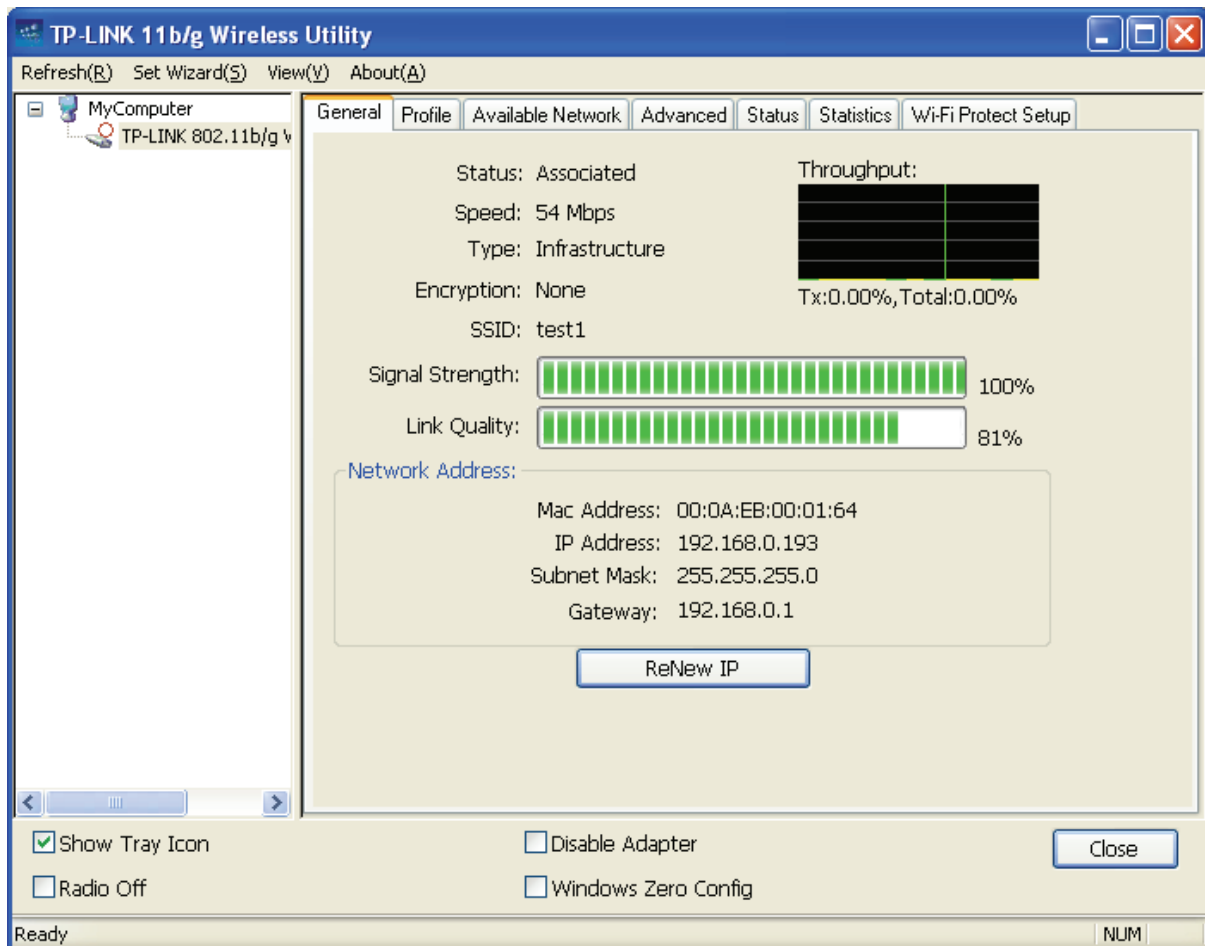 TP-LINK 11b/g Wireless Utility
Refresh(R) Set Wizard(S) View(V) About(A)
MyComputer
TP-LINK 802.11b/g
General Profile Available Network Advanced Status Statistics Wi-Fi Protect Setup
Status: Associated
Speed: 54 Mbps
Type: Infrastructure
Encryption: None
SSID: test1
Throughput:
Tx:0.00%,Total:0.00%
Signal Strength: 100%
Link Quality: 81%
Network Address:
Mac Address: 00:0A:EB:00:01:64
IP Address: 192.168.0.193
Subnet Mask: 255.255.255.0
Gateway: 192.168.0.1
ReNew IP
Show Tray Icon
Disable Adapter
Close
Radio Off
Windows Zero Config
Ready
NUM